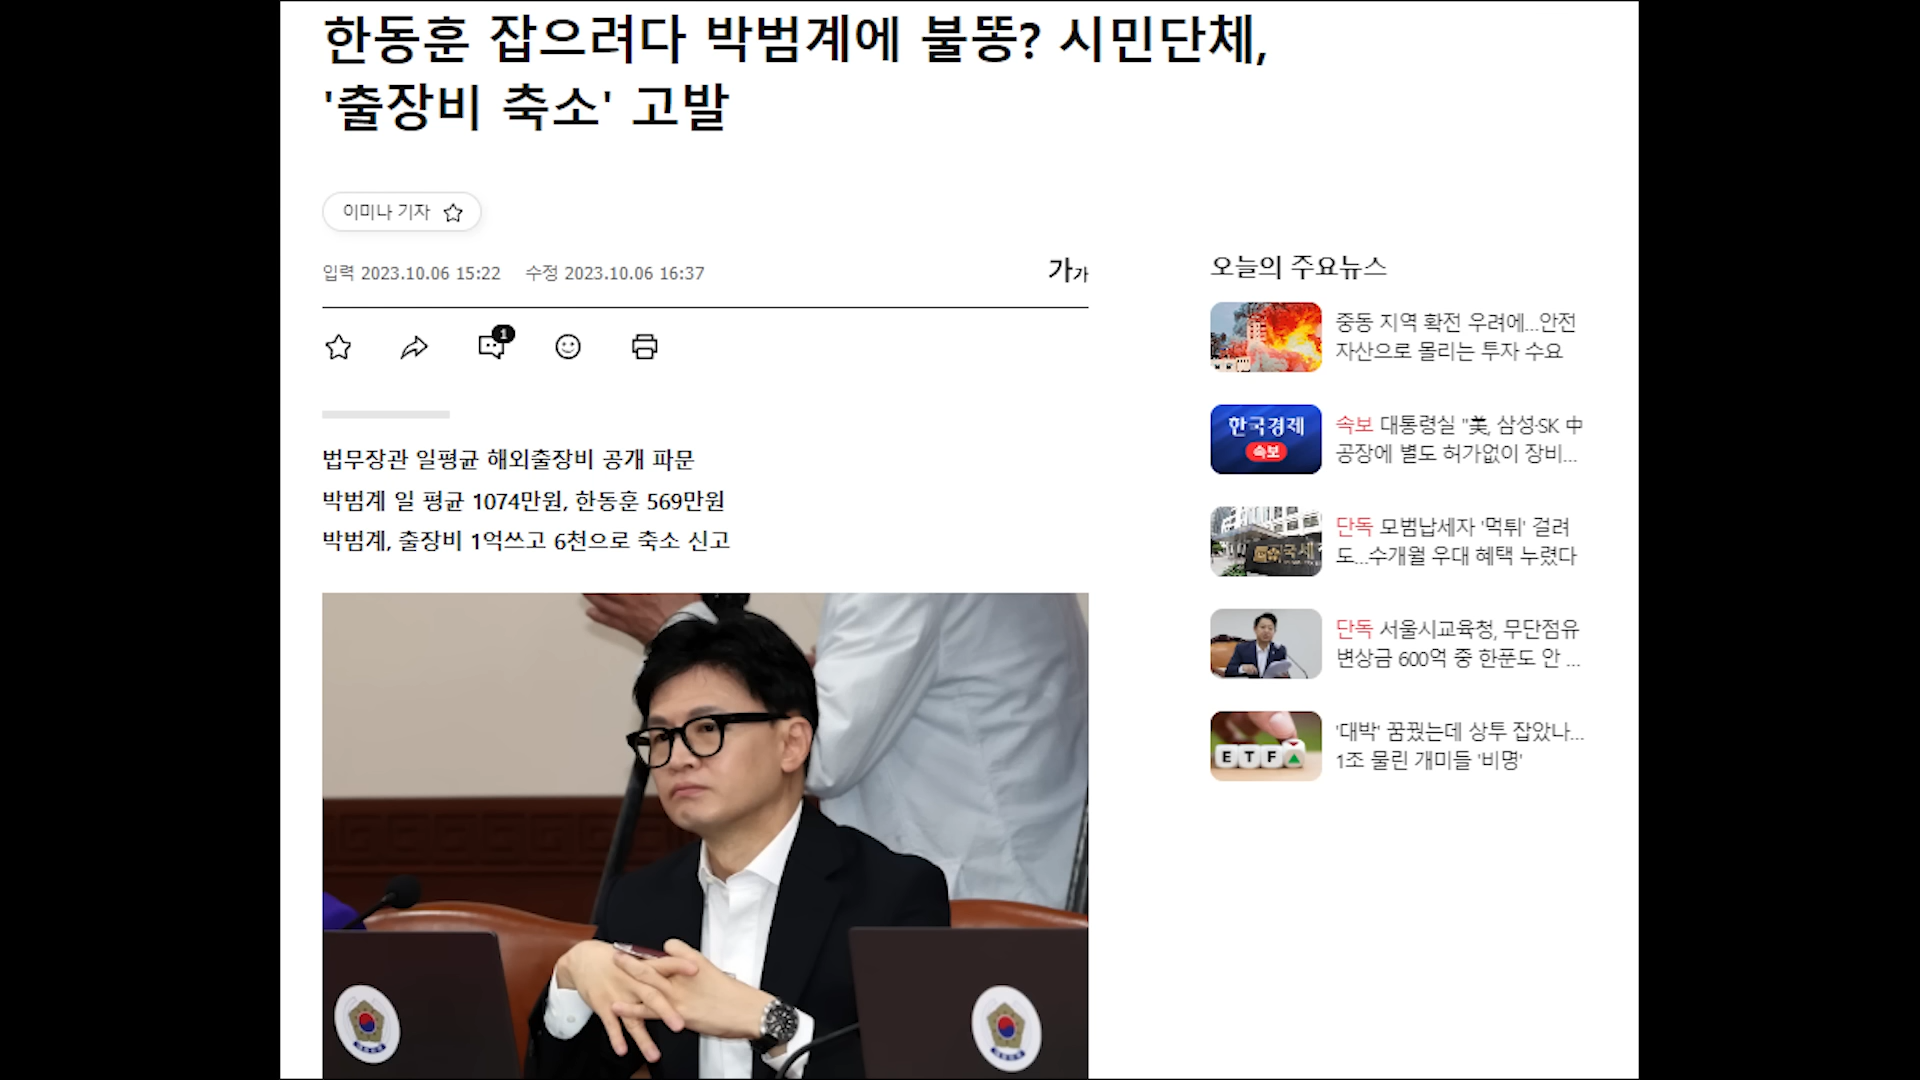 한동훈 잡으려다 박범계에 불똥? 시민단체,
'출장비 축소' 고발
이미나 기자
입력 2023.10.06 15:22 수정 2023.10.06 16:37
가가
1
법무장관 일평균 해외출장비 공개 파문
박범계 일 평균 1074만원, 한동훈 569만원
박범계, 출장비 1억쓰고 6천으로 축소 신고
오늘의 주요뉴스
중동 지역 확전 우려에...안전
자산으로 몰리는 투자 수요
한국경제
속보
속보 대통령실 "美, 삼성·SK 中
공장에 별도 허가없이 장비...
국세
단독 모범납세자 '먹튀' 걸려
도...수개월 우대 혜택 누렸다
단독 서울시교육청, 무단점유
변상금 600억 중 한푼도 안 ...
ETF
'대박' 꿈꿨는데 상투 잡았나...
1조 물린 개미들 '비명'